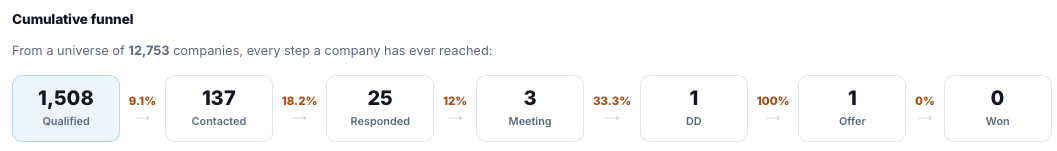 Cumulative funnel
From a universe of 12,753 companies, every step a company has ever reached:
1,508
Qualified
9.1%
→
137
Contacted
18.2%
→
25
Responded
12%
→
3
Meeting
33.3%
→
1
DD
100%
→
1
Offer
0%
→
0
Won